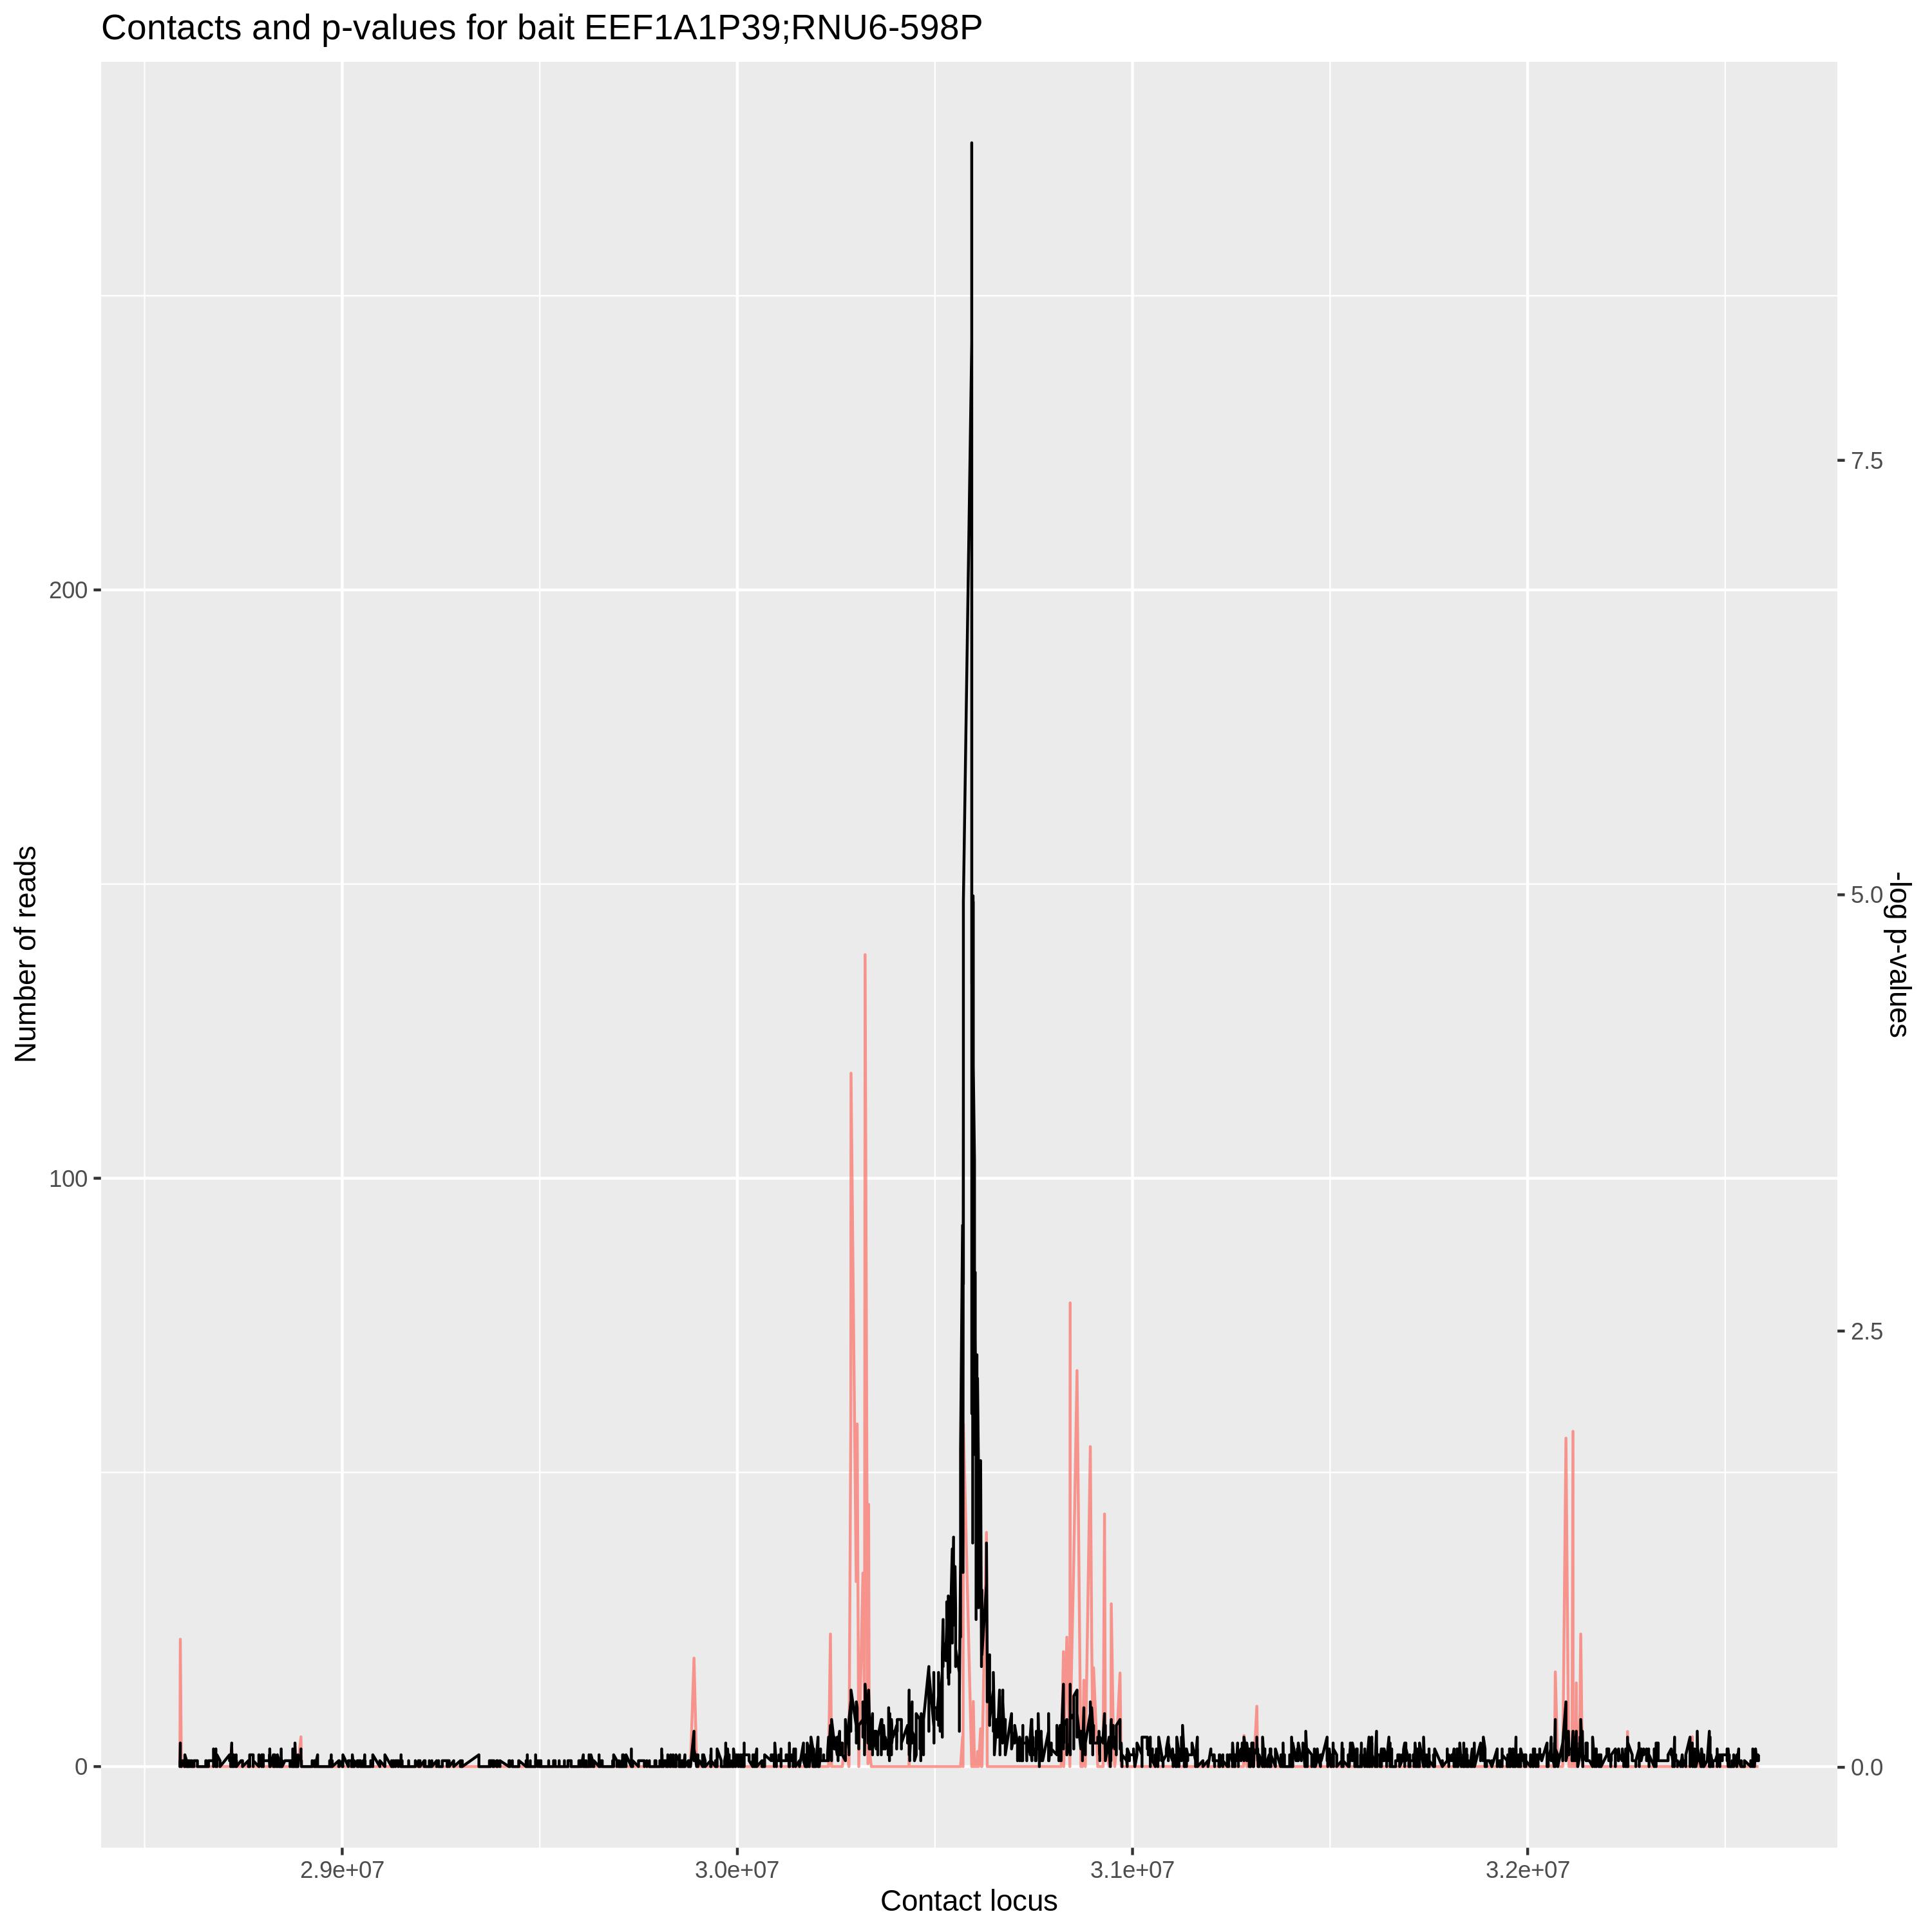 Contacts and p-values for bait EEF1A1P39;RNU6-598P
Number of reads
200
100
0
7.5
5.0
2.5
0.0
-log p-values
2.9e+07
3.0e+07
3.1e+07
3.2e+07
Contact locus